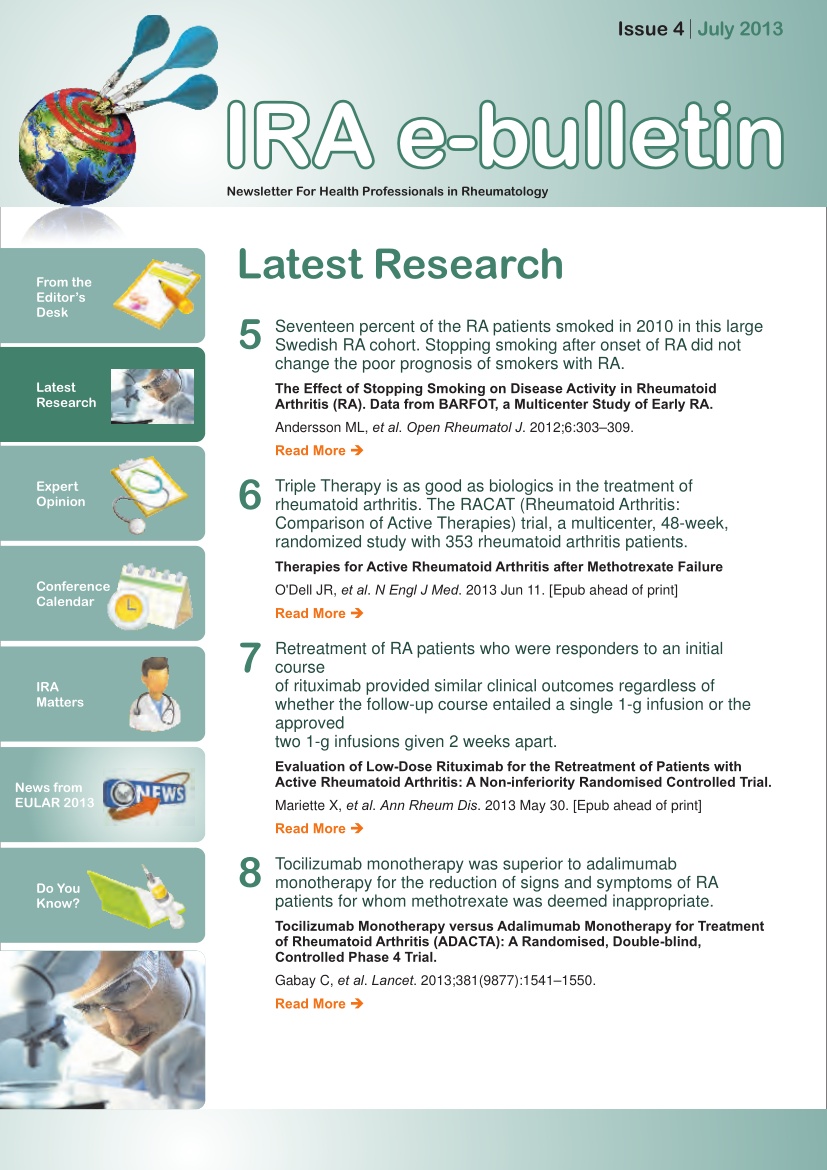 Issue 4 | July 2013
IRA e-bulletin
Newsletter For Health Professionals in Rheumatology
From the
Editor's
Desk
Latest
Research
Expert
Opinion
Conference
Calendar
IRA
Matters
News from
EULAR 2013
NEWS
Do You
Know?
Latest Research
5
Seventeen percent of the RA patients smoked in 2010 in this large
Swedish RA cohort. Stopping smoking after onset of RA did not
change the poor prognosis of smokers with RA.
The Effect of Stopping Smoking on Disease Activity in Rheumatoid
Arthritis (RA). Data from BARFOT, a Multicenter Study of Early RA.
Andersson ML, et al. Open Rheumatol J. 2012;6:303–309.
Read More ➔
6
Triple Therapy is as good as biologics in the treatment of
rheumatoid arthritis. The RACAT (Rheumatoid Arthritis:
Comparison of Active Therapies) trial, a multicenter, 48-week,
randomized study with 353 rheumatoid arthritis patients.
Therapies for Active Rheumatoid Arthritis after Methotrexate Failure
O'Dell JR, et al. N Engl J Med. 2013 Jun 11. [Epub ahead of print]
Read More ➔
7
Retreatment of RA patients who were responders to an initial
course
of rituximab provided similar clinical outcomes regardless of
whether the follow-up course entailed a single 1-g infusion or the
approved
two 1-g infusions given 2 weeks apart.
Evaluation of Low-Dose Rituximab for the Retreatment of Patients with
Active Rheumatoid Arthritis: A Non-inferiority Randomised Controlled Trial.
Mariette X, et al. Ann Rheum Dis. 2013 May 30. [Epub ahead of print]
Read More ➔
8
Tocilizumab monotherapy was superior to adalimumab
monotherapy for the reduction of signs and symptoms of RA
patients for whom methotrexate was deemed inappropriate.
Tocilizumab Monotherapy versus Adalimumab Monotherapy for Treatment
of Rheumatoid Arthritis (ADACTA): A Randomised, Double-blind,
Controlled Phase 4 Trial.
Gabay C, et al. Lancet. 2013;381(9877):1541–1550.
Read More ➔